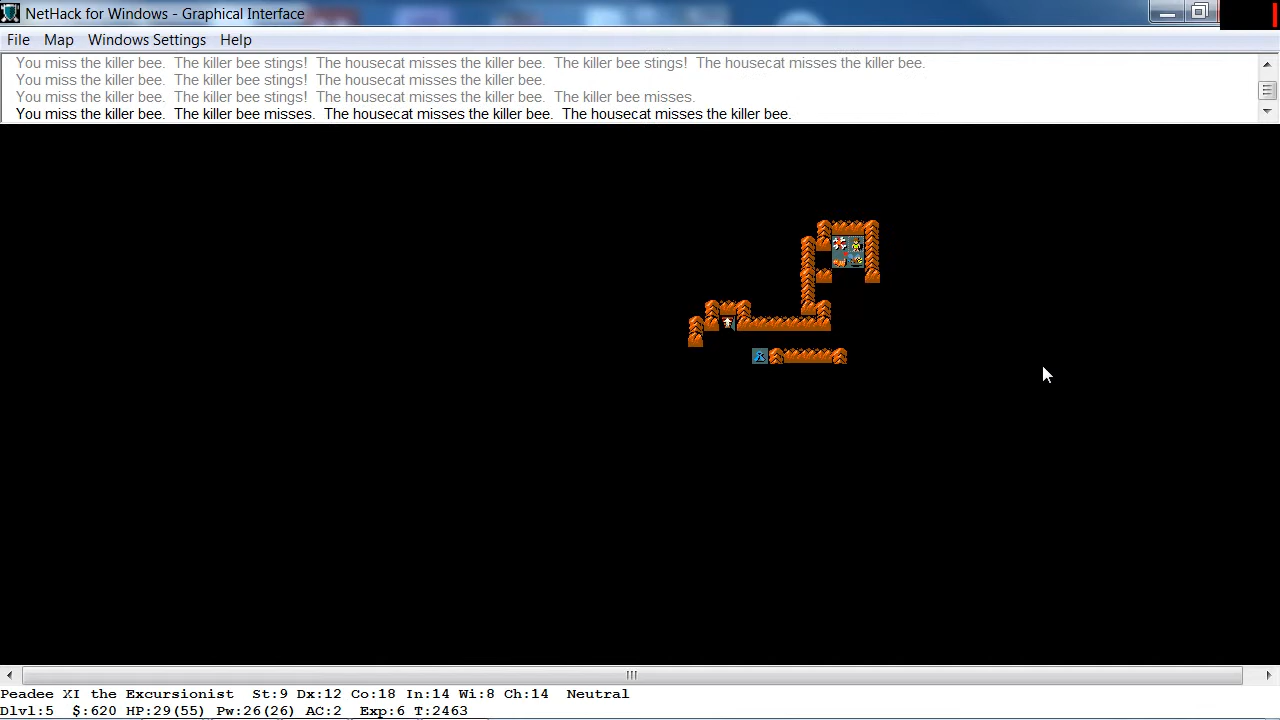 NetHack for Windows - Graphical Interface
File Map Windows Settings Help
You miss the killer bee. The killer bee stings! The housecat misses the killer bee. The killer bee stings! The housecat misses the killer bee.
You miss the killer bee. The killer bee stings! The housecat misses the killer bee.
You miss the killer bee. The killer bee stings! The housecat misses the killer bee. The killer bee misses.
You miss the killer bee. The killer bee misses. The housecat misses the killer bee. The housecat misses the killer bee.
Peadee XI the Excursionist St:9 Dx:12 Co:18 In:14 Wi:8 Ch:14 Neutral
Dlvl:5 $:620 HP:29(55) Pw:26(26) AC:2 Exp:6 T:2463